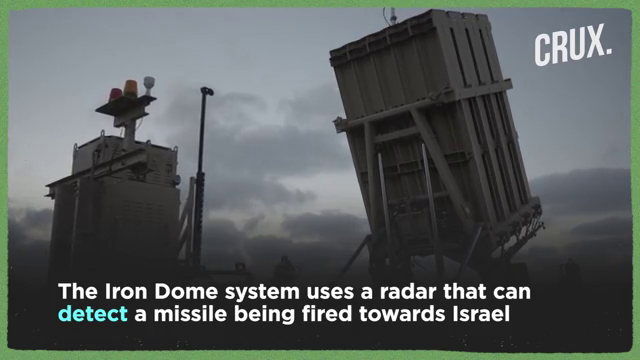 CRUX.
The Iron Dome system uses a radar that can
detect a missile being fired towards Israel